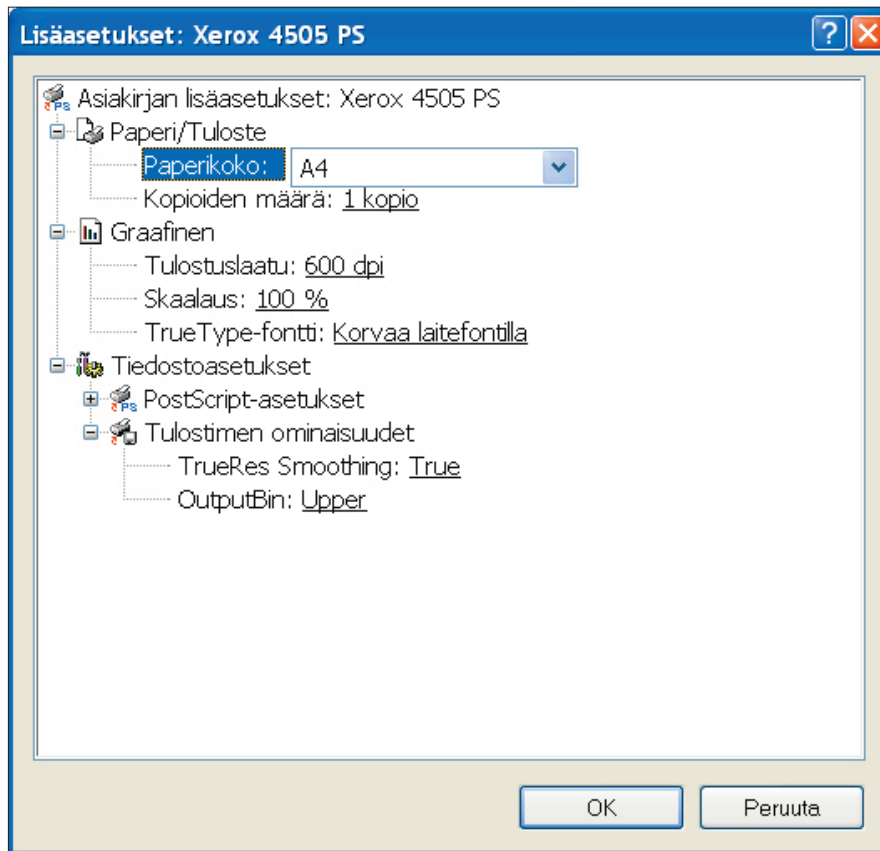 Lisäasetukset: Xerox 4505 PS
Asiakirjan lisäasetukset: Xerox 4505 PS
Paperi/Tuloste
Paperikoko: A4
Kopioiden määrä: 1 kopio
Graafinen
Tulostuslaatu: 600 dpi
Skaalaus: 100 %
TrueType-fontti: Korvaa laitefontilla
Tiedostoasetukset
PostScript-asetukset
Tulostimen ominaisuudet
TrueRes Smoothing: True
OutputBin: Upper
OK Peruuta